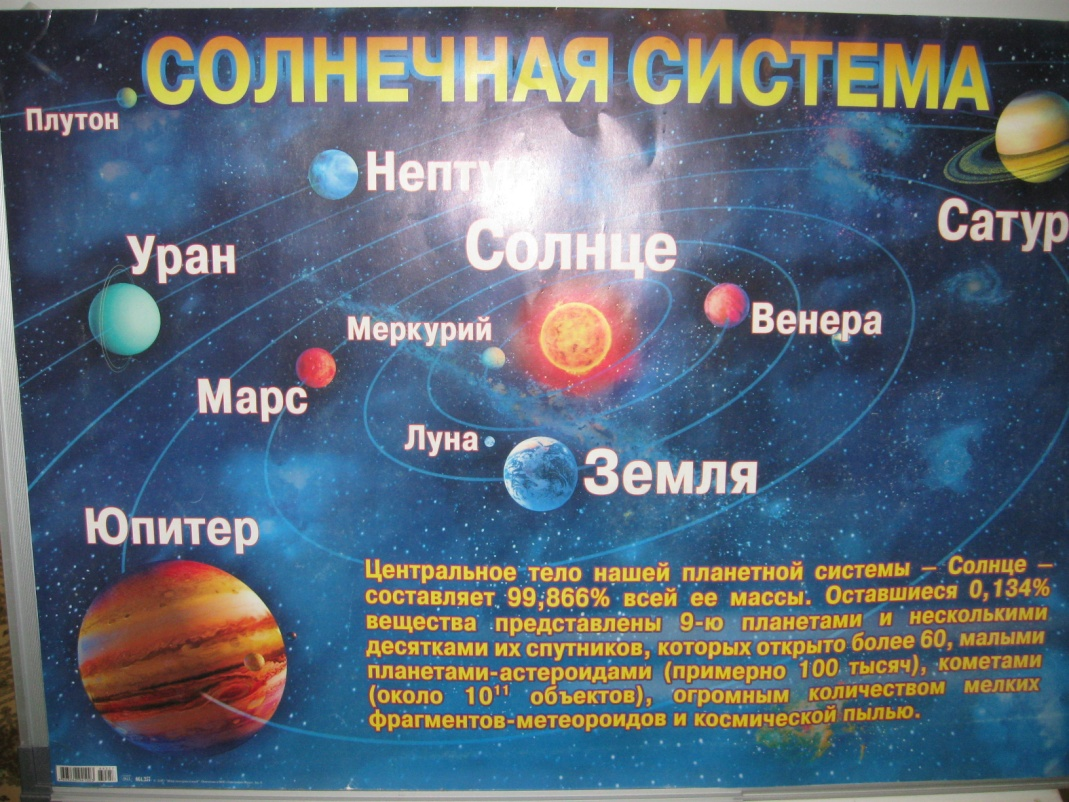 СОЛНЕЧНАЯ СИСТЕМА
Плутон
Непту
Сатур
Уран
Солнце
Венера
Меркурий
Марс
Луна
Земля
Юпитер
Центральное тело нашей планетной системы – Солнце –
составляет 99,866% всей ее массы. Оставшиеся 0,134%
вещества представлены 9-ю планетами и несколькими
десятками их спутников, которых открыто более 60, малыми
планетами-астероидами (примерно 100 тысяч), кометами
(около 10¹¹ объектов), огромным количеством мелких
фрагментов-метеороидов и космической пылью.